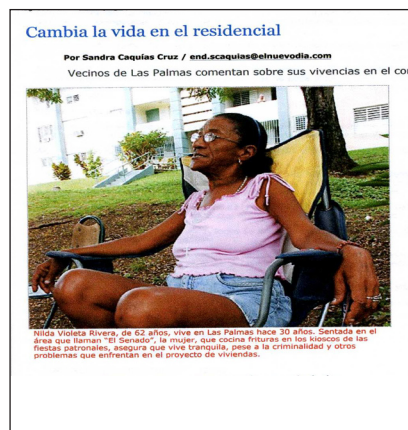 Cambia la vida en el residencial
Por Sandra Caquías Cruz / end.scaquias@elnuevodia.com
Vecinos de Las Palmas comentan sobre sus vivencias en el
Nilda Violeta Rivera, de 62 años, vive en Las Palmas hace 30 años. Sentada en el
área que llaman "El Senado", la mujer, que cocina frituras en los kioscos de las
fiestas patronales, asegura que vive tranquila, pese a la criminalidad y otros
problemas que enfrentan en el proyecto de viviendas.